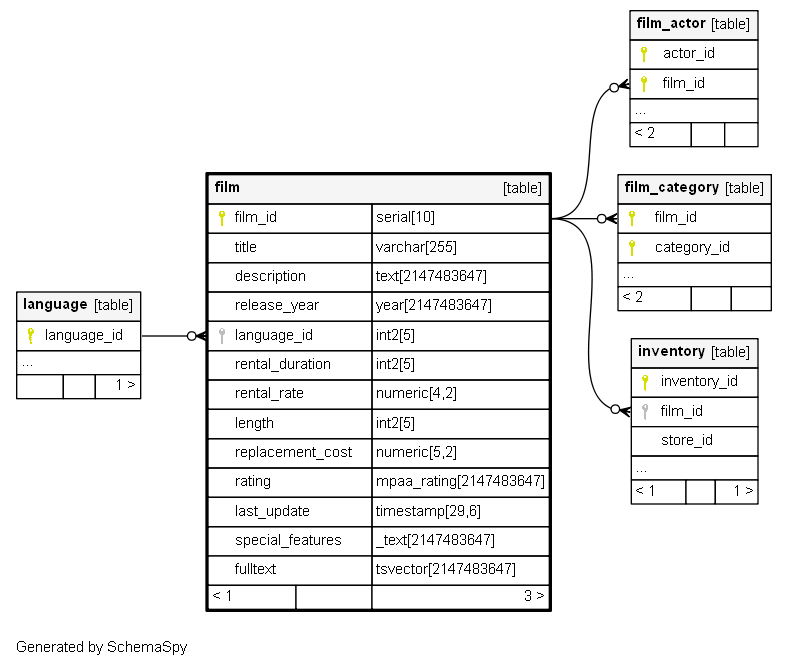 film_actor [table]
actor_id
film_id
...
< 2
film [table]
film_id serial[10]
title varchar[255]
description text[2147483647]
release_year year[2147483647]
language_id int2[5]
rental_duration int2[5]
rental_rate numeric[4,2]
length int2[5]
replacement_cost numeric[5,2]
rating mpaa_rating[2147483647]
last_update timestamp[29,6]
special_features _text[2147483647]
fulltext tsvector[2147483647]
< 1 3 >
film_category [table]
film_id
category_id
...
< 2
language [table]
language_id
...
1 >
inventory [table]
inventory_id
film_id
store_id
...
< 1 1 >
Generated by SchemaSpy